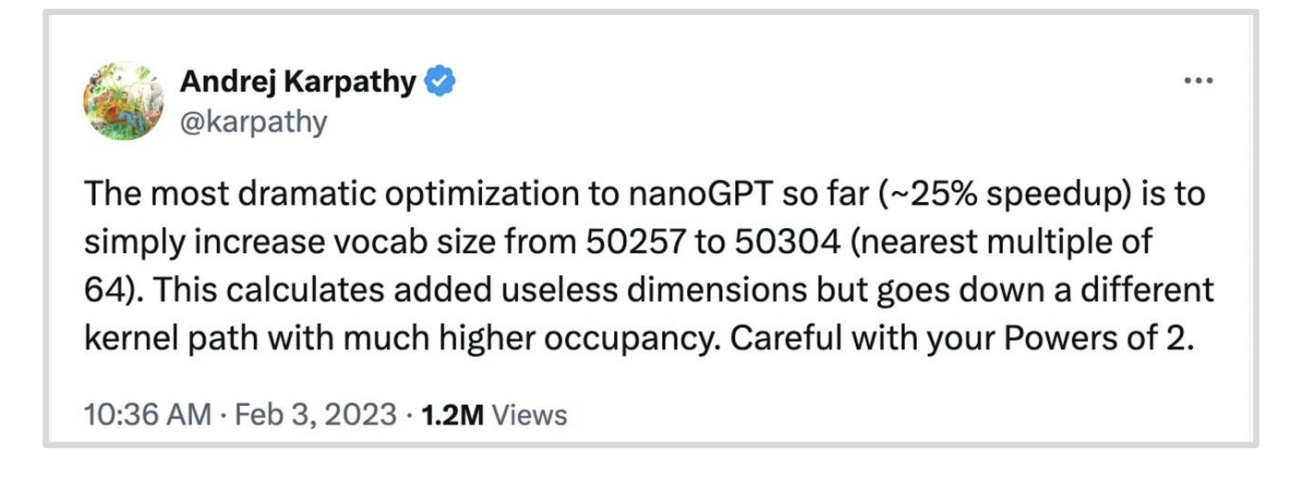 Andrej Karpathy
@karpathy
The most dramatic optimization to nanoGPT so far (~25% speedup) is to
simply increase vocab size from 50257 to 50304 (nearest multiple of
64). This calculates added useless dimensions but goes down a different
kernel path with much higher occupancy. Careful with your Powers of 2.
10:36 AM · Feb 3, 2023 · 1.2M Views